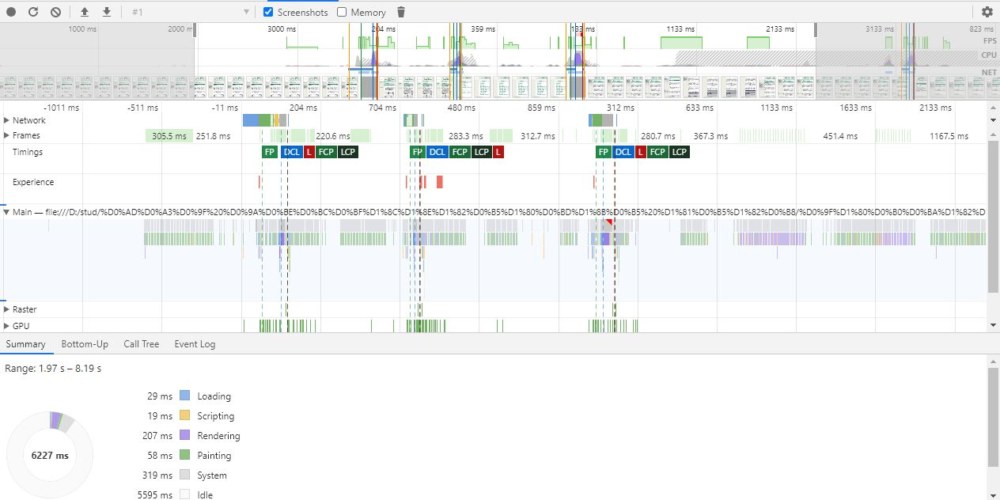 #1 Screenshots Memory
1000 ms 2000 m 3000 ms 204 ms 359 ms 133 ms 1133 ms 2133 ms 3133 ms 823 ms
FPS
CPU
NET
-1011 ms -511 ms -11 ms 204 ms 704 ms 480 ms 859 ms 312 ms 633 ms 1133 ms 1633 ms 2133 ms
Network
Frames 305.5 ms 251.8 ms 220.6 ms 283.3 ms 312.7 ms 280.7 ms 367.3 ms 451.4 ms 1167.5 ms
Timings FP DCL L FCP LCP FP DCL FCP LCP L FP DCL L FCP LCP
Experience
Main — file:///D:/stud/%D0%AD%D0%A3%D0%9F%20%D0%9A%D0%BE%D0%BC%D0%BF%D1%8C%D1%8E%D1%82%D0%B5%D1%80%D0%BD%D1%8B%D0%B5%20%D1%81%D0%B5%D1%82%D0%B8/%D0%9F%D1%80%D0%B0%D0%BA%D1%82%D
Raster
GPU
Summary Bottom-Up Call Tree Event Log
Range: 1.97 s – 8.19 s
29 ms Loading
19 ms Scripting
207 ms Rendering
6227 ms
58 ms Painting
319 ms System
5595 ms Idle